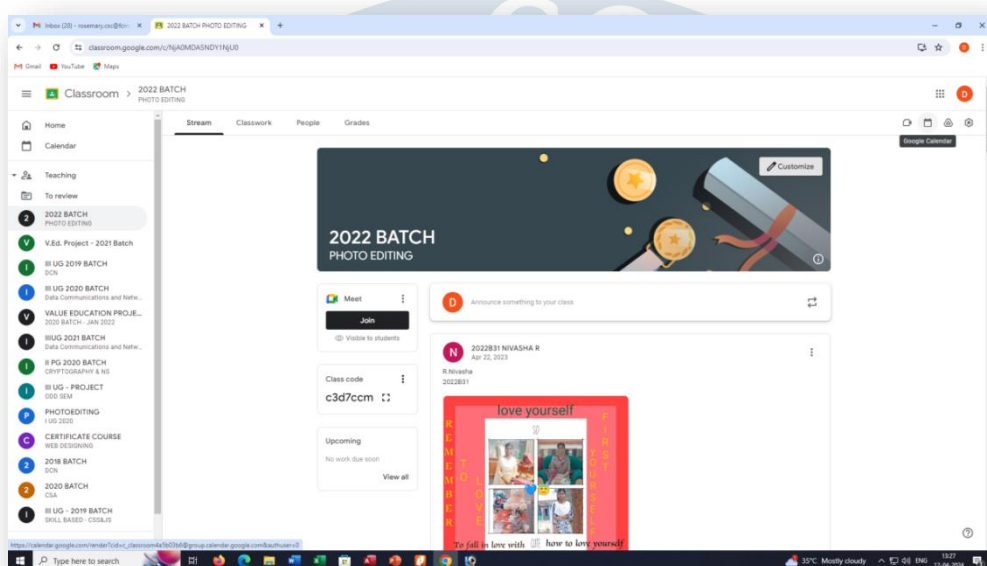 Inbox (20) - rosemary.csc@fcri
2022 BATCH PHOTO EDITING
classroom.google.com/c/NjA0MDA5NDY1NjU0
Gmail
YouTube
Maps
Classroom > 2022 BATCH
PHOTO EDITING
Home
Calendar
Teaching
To review
2 2022 BATCH
PHOTO EDITING
V V.Ed. Project - 2021 Batch
I III UG 2019 BATCH
DCN
I III UG 2020 BATCH
Data Communications and Netw...
V VALUE EDUCATION PROJE...
2020 BATCH - JAN 2022
I IIIUG 2021 BATCH
Data Communications and Netw...
I II PG 2020 BATCH
CRYPTOGRAPHY & NS
I III UG - PROJECT
ODD SEM
P PHOTOEDITING
I UG 2020
C CERTIFICATE COURSE
WEB DESIGNING
2 2018 BATCH
DCN
2 2020 BATCH
CSA
I III UG - 2019 BATCH
SKILL BASED - CSS&JS
Stream
Classwork
People
Grades
D
Google Calendar
Customize
2022 BATCH
PHOTO EDITING
Meet
Join
Visible to students
Class code
c3d7ccm
Upcoming
No work due soon
View all
D Announce something to your class
N 2022B31 NIVASHA R
Apr 22, 2023
R.Nivasha
2022B31
love yourself
REMEMBER
TO
LOVE
YOURSELF
FIRST
To fall in love with
how to love yourself
Type here to search
35°C Mostly cloudy
ENG
13:27
12-04-2024